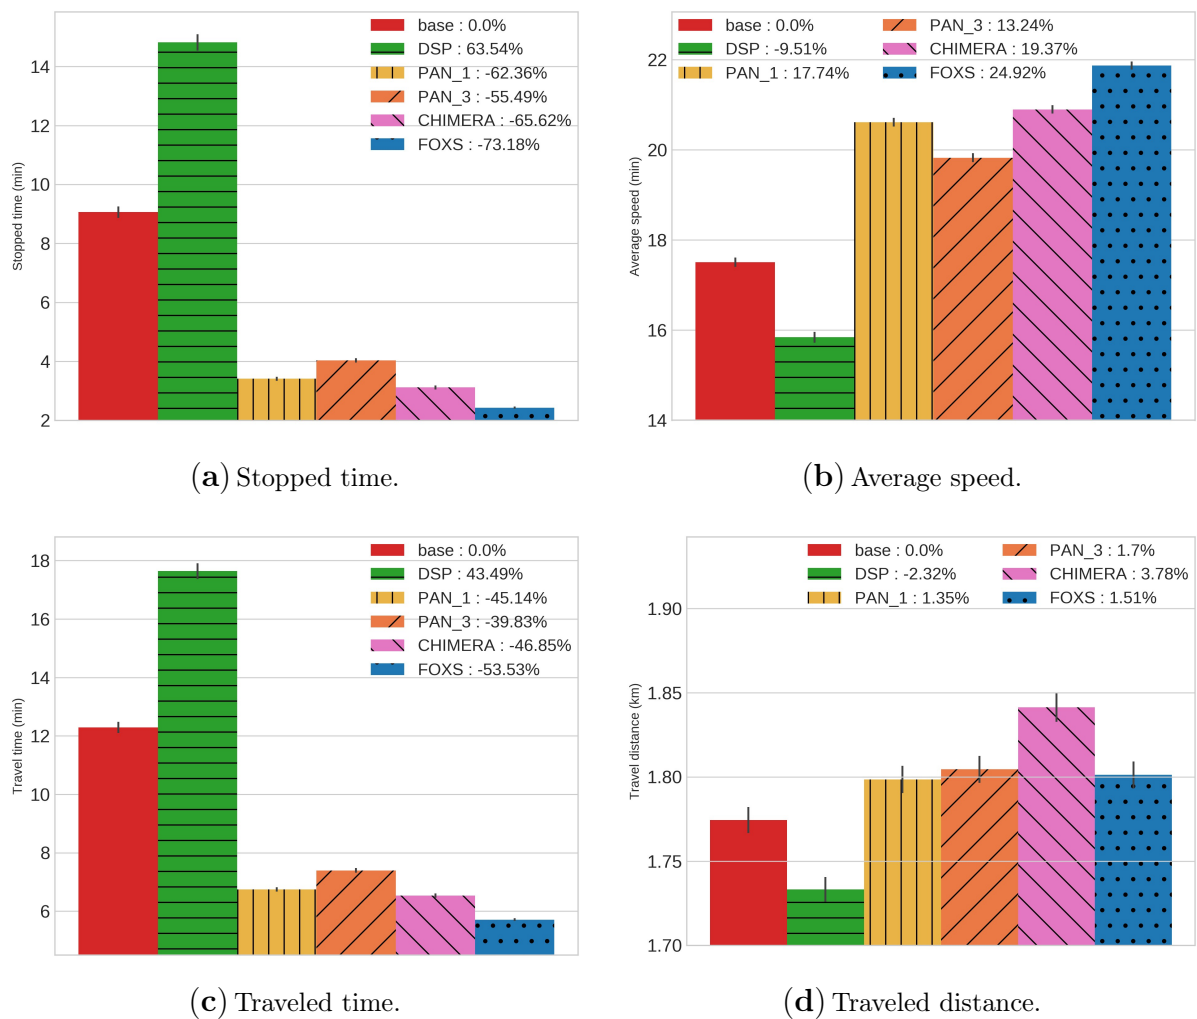 base : 0.0%
DSP : 63.54%
PAN_1 : -62.36%
PAN_3 : -55.49%
CHIMERA : -65.62%
FOXS : -73.18%
14
12
10
8
6
4
2
Stopped time (min)
(a) Stopped time.
base : 0.0%
DSP : -9.51%
PAN_1 : 17.74%
PAN_3 : 13.24%
CHIMERA : 19.37%
FOXS : 24.92%
22
20
18
16
14
Average speed (min)
(b) Average speed.
base : 0.0%
DSP : 43.49%
PAN_1 : -45.14%
PAN_3 : -39.83%
CHIMERA : -46.85%
FOXS : -53.53%
18
16
14
12
10
8
6
Travel time (min)
(c) Traveled time.
base : 0.0%
DSP : -2.32%
PAN_1 : 1.35%
PAN_3 : 1.7%
CHIMERA : 3.78%
FOXS : 1.51%
1.90
1.85
1.80
1.75
1.70
Travel distance (km)
(d) Traveled distance.